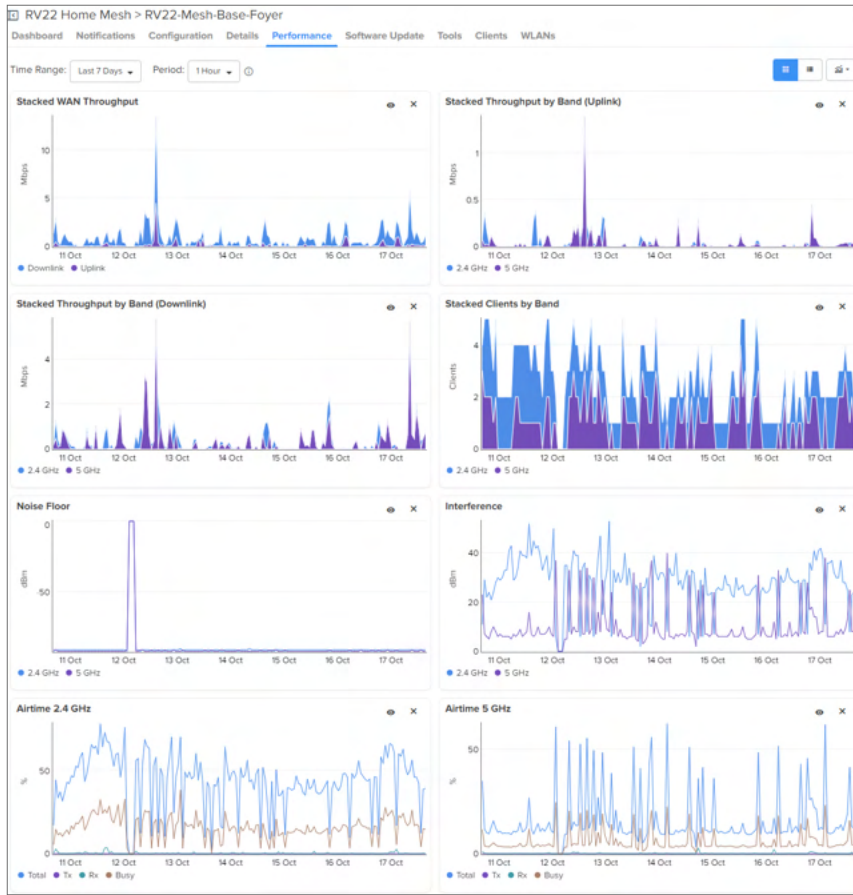 RV22 Home Mesh > RV22-Mesh-Base-Foyer
Dashboard Notifications Configuration Details Performance Software Update Tools Clients WLANs
Time Range: Last 7 Days Period: 1 Hour
Stacked WAN Throughput
Mbps
10
5
0
11 Oct 12 Oct 13 Oct 14 Oct 15 Oct 16 Oct 17 Oct
Downlink Uplink
Stacked Throughput by Band (Uplink)
Mbps
1
0.5
0
11 Oct 12 Oct 13 Oct 14 Oct 15 Oct 16 Oct 17 Oct
2.4 GHz 5 GHz
Stacked Throughput by Band (Downlink)
Mbps
4
2
0
11 Oct 12 Oct 13 Oct 14 Oct 15 Oct 16 Oct 17 Oct
2.4 GHz 5 GHz
Stacked Clients by Band
Clients
4
2
0
11 Oct 12 Oct 13 Oct 14 Oct 15 Oct 16 Oct 17 Oct
2.4 GHz 5 GHz
Noise Floor
dBm
0
50
11 Oct 12 Oct 13 Oct 14 Oct 15 Oct 16 Oct 17 Oct
2.4 GHz 5 GHz
Interference
dBm
40
20
0
11 Oct 12 Oct 13 Oct 14 Oct 15 Oct 16 Oct 17 Oct
2.4 GHz 5 GHz
Airtime 2.4 GHz
%
50
0
11 Oct 12 Oct 13 Oct 14 Oct 15 Oct 16 Oct 17 Oct
Total Tx Rx Busy
Airtime 5 GHz
%
50
0
11 Oct 12 Oct 13 Oct 14 Oct 15 Oct 16 Oct 17 Oct
Total Tx Rx Busy